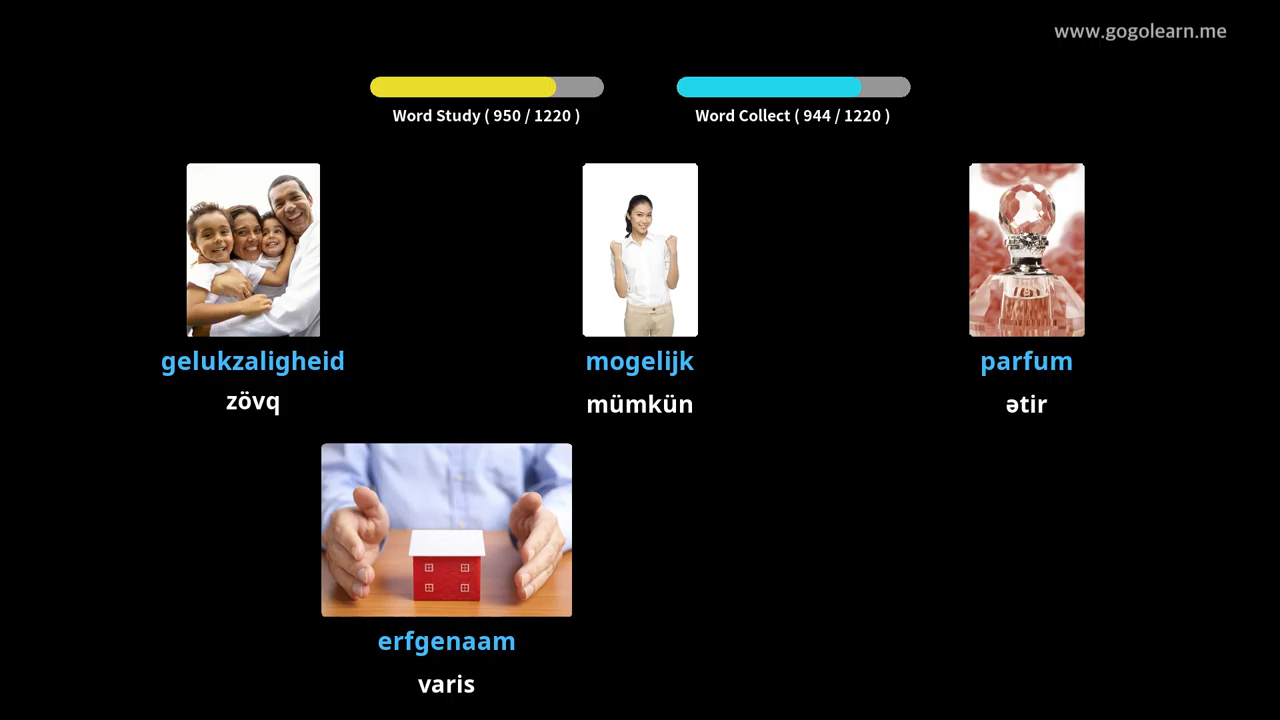 www.gogolearn.me
Word Study ( 950 / 1220 )
Word Collect ( 944 / 1220 )
gelukzaligheid
zövq
mogelijk
mümkün
parfum
ətir
erfgenaam
varis